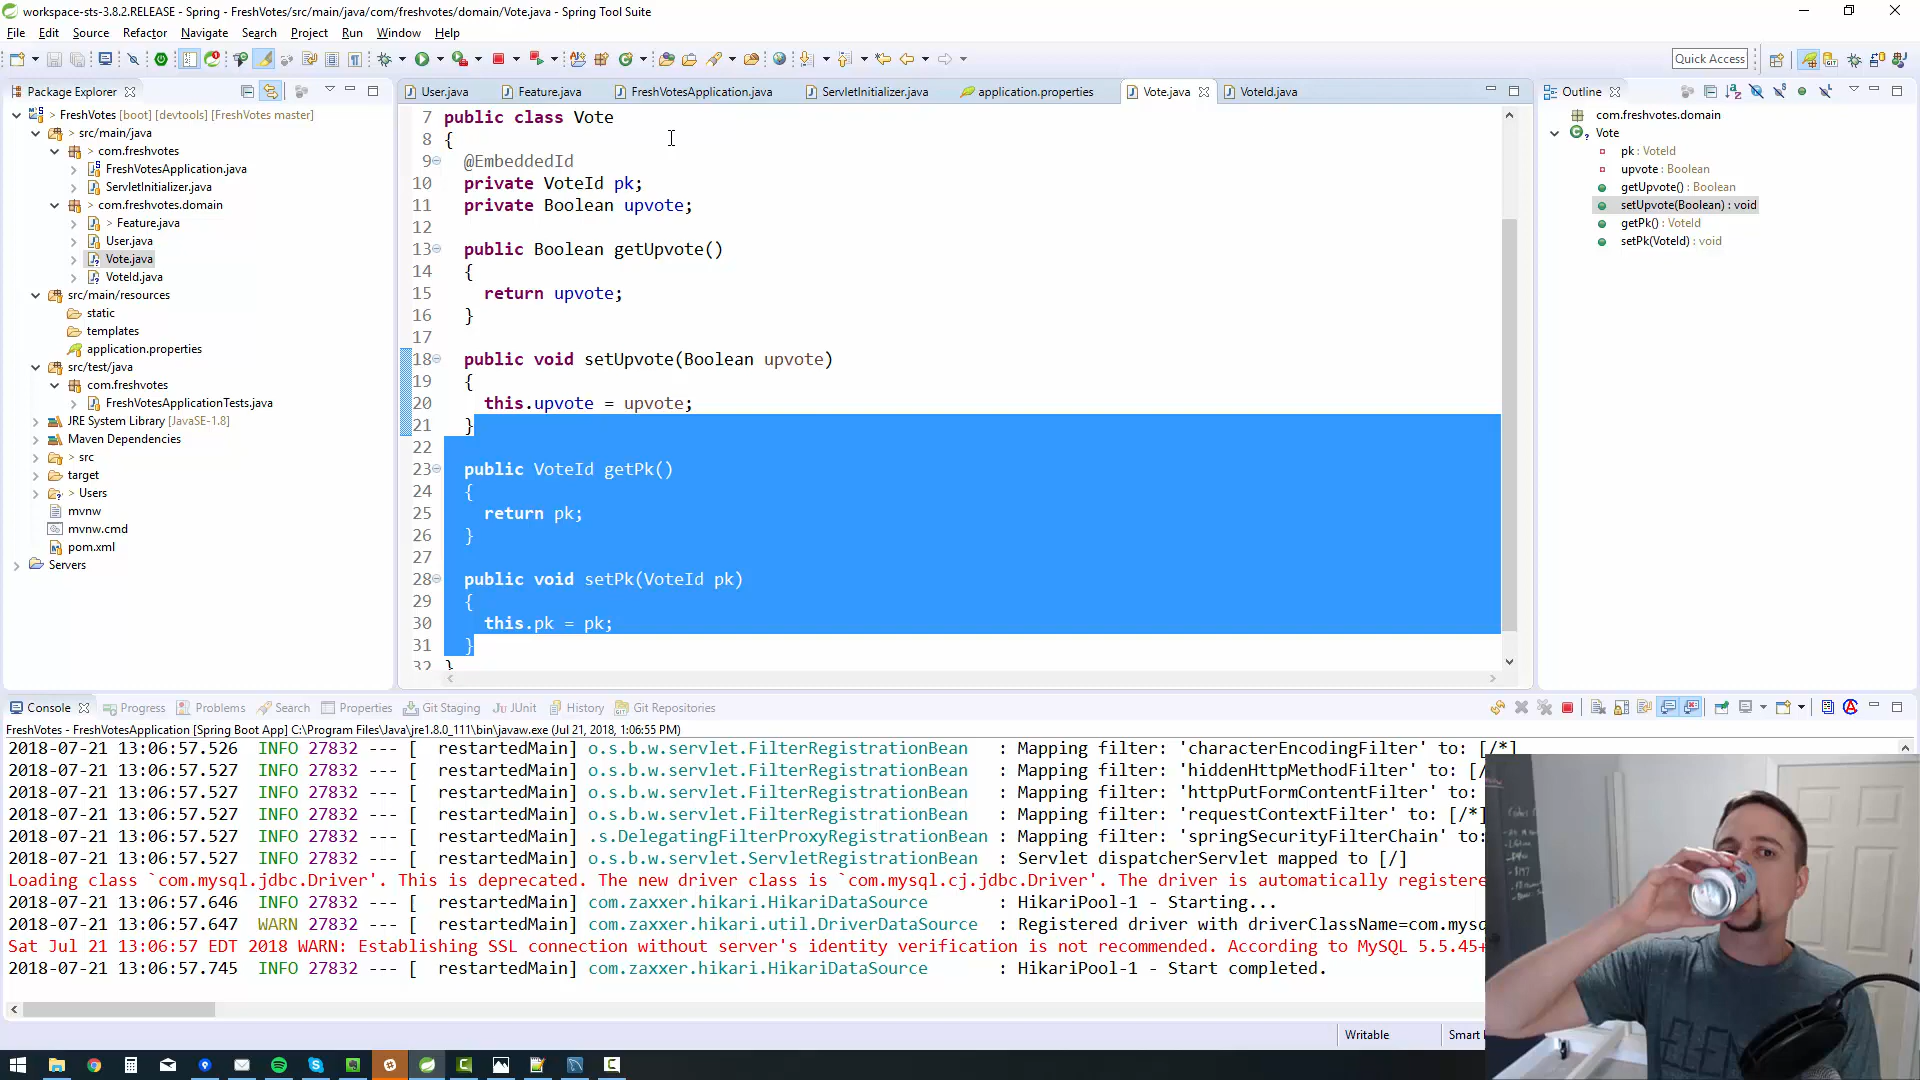 workspace-sts-3.8.2.RELEASE - Spring - FreshVotes/src/main/java/com/freshvotes/domain/Vote.java - Spring Tool Suite
File Edit Source Refactor Navigate Search Project Run Window Help
Quick Access
Package Explorer
User.java Feature.java FreshVotesApplication.java ServletInitializer.java application.properties Vote.java VoteId.java
Outline
> FreshVotes [boot] [devtools] [FreshVotes master]
src/main/java
com.freshvotes
FreshVotesApplication.java
ServletInitializer.java
com.freshvotes.domain
> Feature.java
User.java
Vote.java
VoteId.java
src/main/resources
static
templates
application.properties
src/test/java
com.freshvotes
FreshVotesApplicationTests.java
JRE System Library [JavaSE-1.8]
Maven Dependencies
> src
target
> Users
mvnw
mvnw.cmd
pom.xml
Servers
7 public class Vote
8 {
9 @EmbeddedId
10 private VoteId pk;
11 private Boolean upvote;
12
13 public Boolean getUpvote()
14 {
15 return upvote;
16 }
17
18 public void setUpvote(Boolean upvote)
19 {
20 this.upvote = upvote;
21 }
22
23 public VoteId getPk()
24 {
25 return pk;
26 }
27
28 public void setPk(VoteId pk)
29 {
30 this.pk = pk;
31 }
32 }
com.freshvotes.domain
Vote
pk : VoteId
upvote : Boolean
getUpvote() : Boolean
setUpvote(Boolean) : void
getPk() : VoteId
setPk(VoteId) : void
Console Progress Problems Search Properties Git Staging JUnit History Git Repositories
FreshVotes - FreshVotesApplication [Spring Boot App] C:\Program Files\Java\jre1.8.0_111\bin\javaw.exe (Jul 21, 2018, 1:06:55 PM)
2018-07-21 13:06:57.526 INFO 27832 --- [ restartedMain] o.s.b.w.servlet.FilterRegistrationBean : Mapping filter: 'characterEncodingFilter' to: [/*]
2018-07-21 13:06:57.527 INFO 27832 --- [ restartedMain] o.s.b.w.servlet.FilterRegistrationBean : Mapping filter: 'hiddenHttpMethodFilter' to: [/
2018-07-21 13:06:57.527 INFO 27832 --- [ restartedMain] o.s.b.w.servlet.FilterRegistrationBean : Mapping filter: 'httpPutFormContentFilter' to:
2018-07-21 13:06:57.527 INFO 27832 --- [ restartedMain] o.s.b.w.servlet.FilterRegistrationBean : Mapping filter: 'requestContextFilter' to: [/*]
2018-07-21 13:06:57.527 INFO 27832 --- [ restartedMain] .s.DelegatingFilterProxyRegistrationBean : Mapping filter: 'springSecurityFilterChain' to:
2018-07-21 13:06:57.527 INFO 27832 --- [ restartedMain] o.s.b.w.servlet.ServletRegistrationBean : Servlet dispatcherServlet mapped to [/]
Loading class `com.mysql.jdbc.Driver'. This is deprecated. The new driver class is `com.mysql.cj.jdbc.Driver'. The driver is automatically registere
2018-07-21 13:06:57.646 INFO 27832 --- [ restartedMain] com.zaxxer.hikari.HikariDataSource : HikariPool-1 - Starting...
2018-07-21 13:06:57.647 WARN 27832 --- [ restartedMain] com.zaxxer.hikari.util.DriverDataSource : Registered driver with driverClassName=com.mysq
Sat Jul 21 13:06:57 EDT 2018 WARN: Establishing SSL connection without server's identity verification is not recommended. According to MySQL 5.5.45+
2018-07-21 13:06:57.745 INFO 27832 --- [ restartedMain] com.zaxxer.hikari.HikariDataSource : HikariPool-1 - Start completed.
Writable Smart